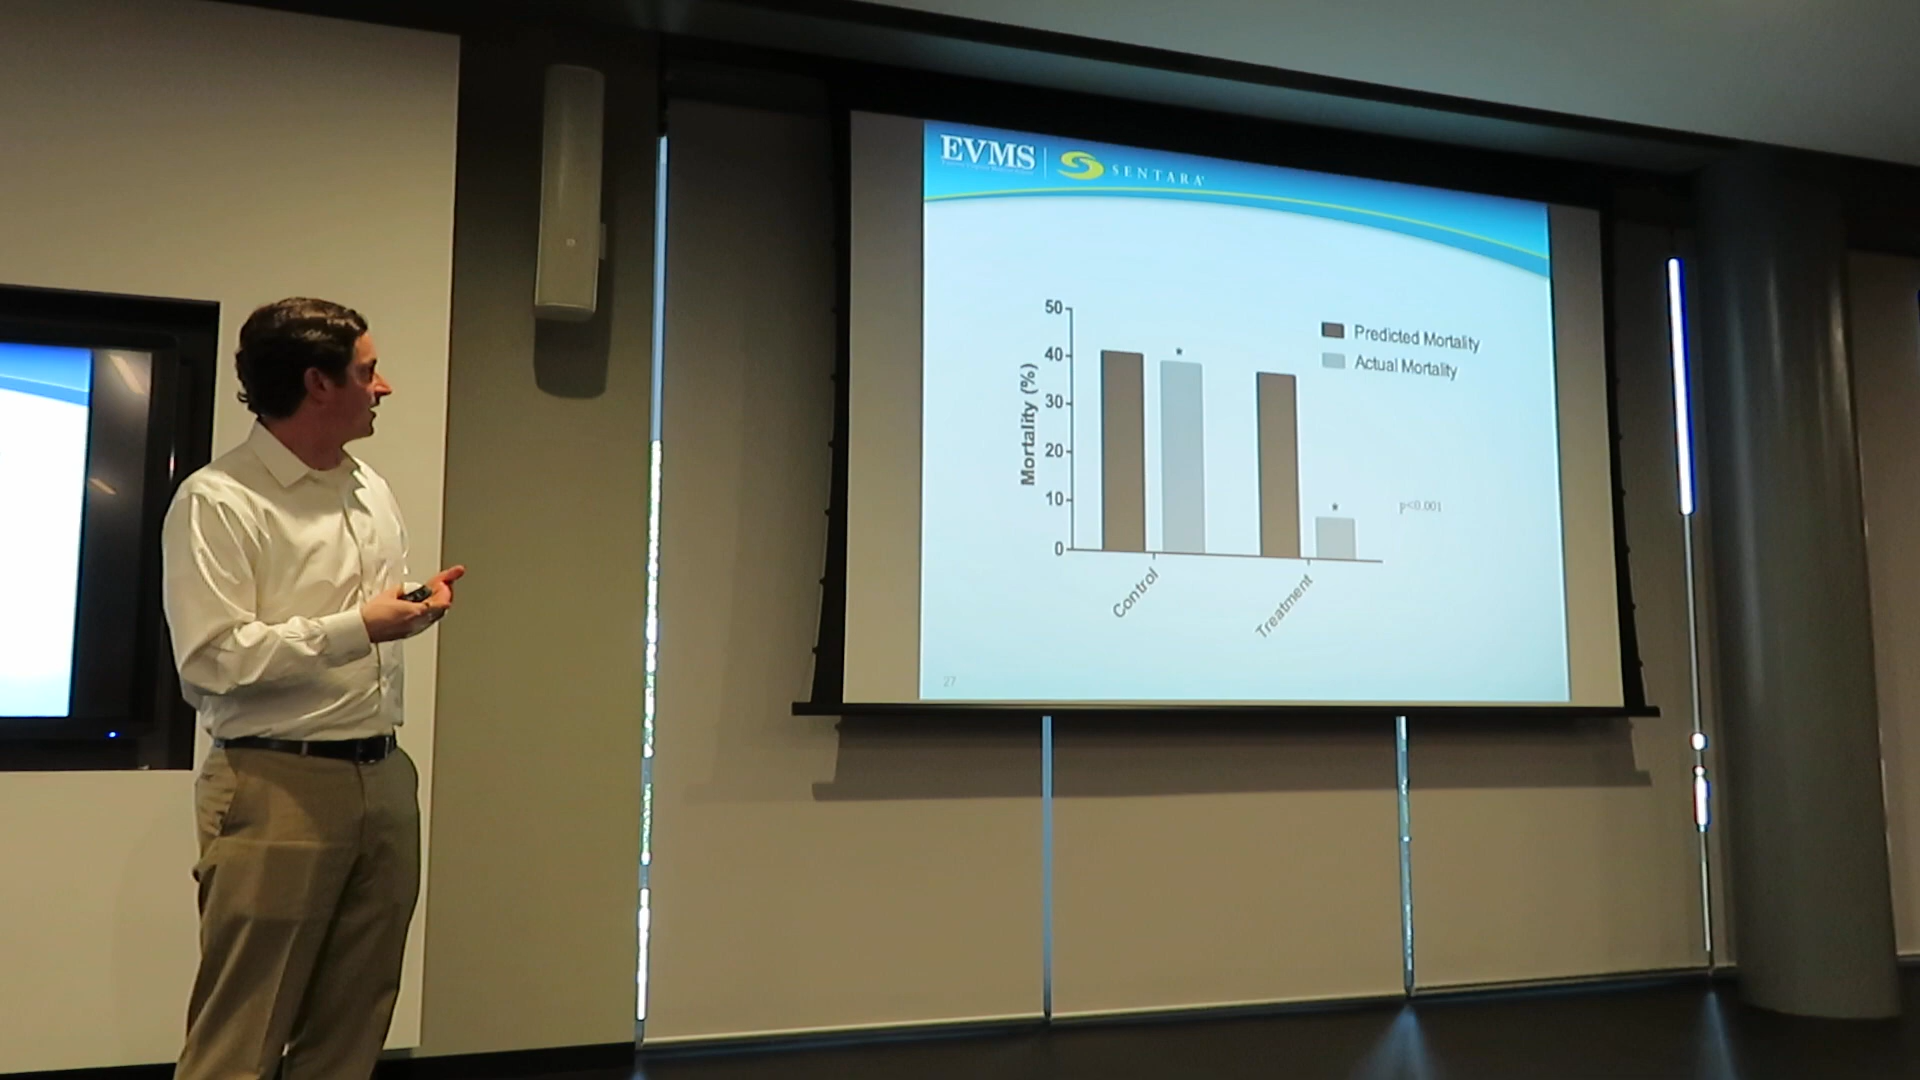 EVMS
SENTARA
50
40
30
20
10
0
Mortality (%)
Predicted Mortality
Actual Mortality
*
*
p<0.001
Control
Treatment
27